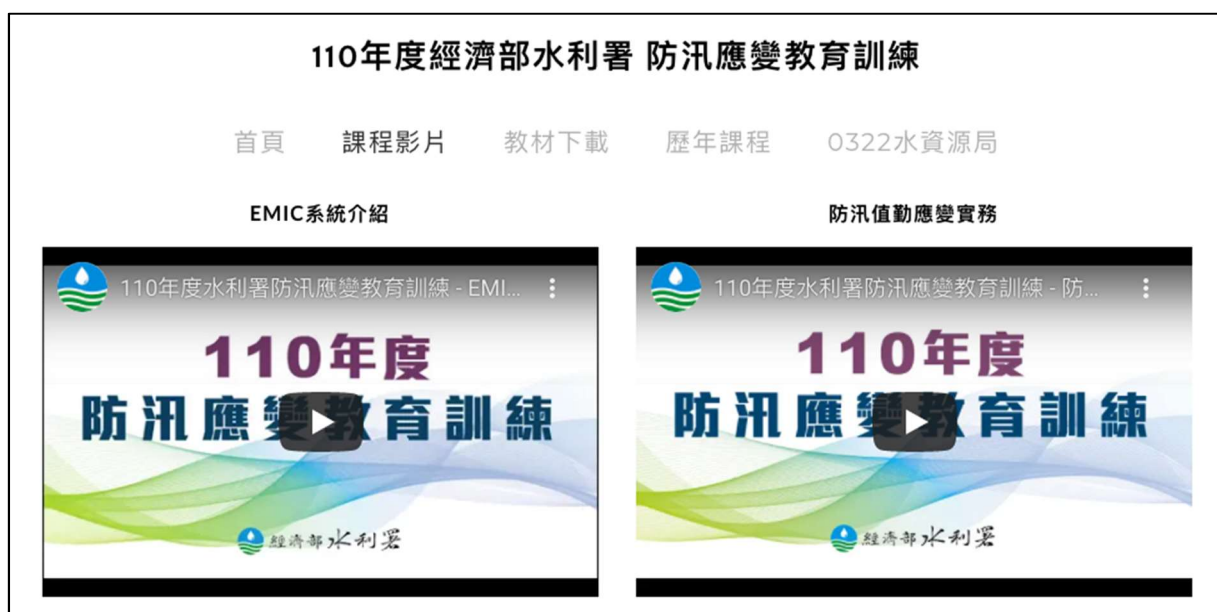 110年度經濟部水利署 防汛應變教育訓練
首頁 課程影片 教材下載 歷年課程 0322水資源局
EMIC系統介紹
防汛值勤應變實務
110年度水利署防汛應變教育訓練 - EMI...
110年度
防汛應變教育訓練
經濟部水利署
110年度水利署防汛應變教育訓練 - 防...
110年度
防汛應變教育訓練
經濟部水利署